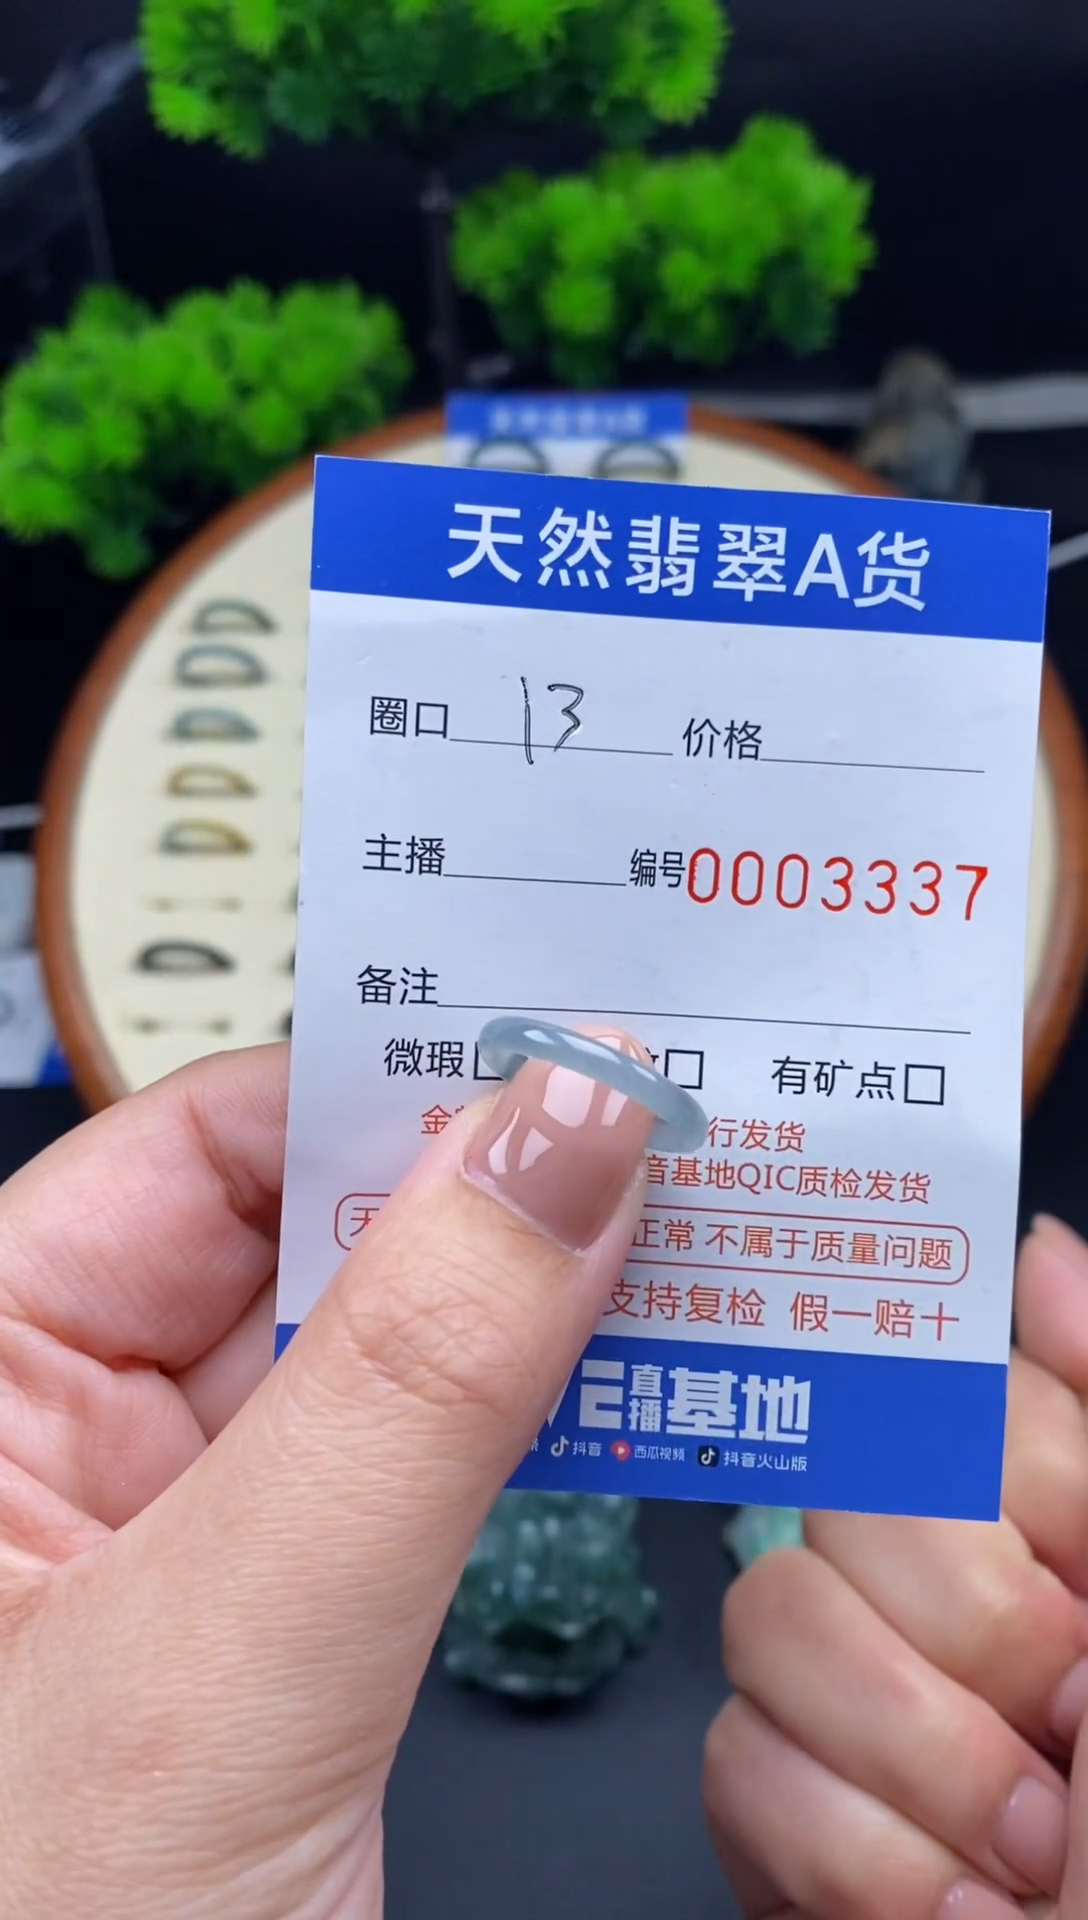 天然翡翠A货
圈口 13 价格
主播 编号0003337
备注
微瑕 有矿点
金 行发货
音基地QIC质检发货
天 正常 不属于质量问题
支持复检 假一赔十
直播基地
抖音 西瓜视频 抖音火山版